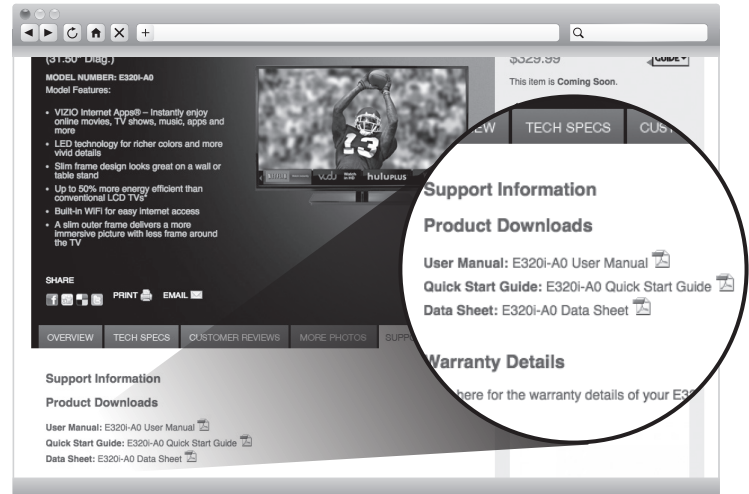 (31.50" Diag.)
MODEL NUMBER: E320I-A0
Model Features:
• VIZIO Internet Apps® – Instantly enjoy
online movies, TV shows, music, apps and
more
• LED technology for richer colors and more
vivid details
• Slim frame design looks great on a wall or
table stand
• Up to 50% more energy efficient than
conventional LCD TVs*
• Built-in WiFi for easy internet access
• A slim outer frame delivers a more
immersive picture with less frame around
the TV
13
vudu
huluPLUS
$329.99
GUIDE
This item is Coming Soon.
SHARE
PRINT
EMAIL
OVERVIEW
TECH SPECS
CUSTOMER REVIEWS
MORE PHOTOS
SUPPO
Support Information
Product Downloads
User Manual: E320i-A0 User Manual
Quick Start Guide: E320i-A0 Quick Start Guide
Data Sheet: E320i-A0 Data Sheet
EW
TECH SPECS
CUST
Support Information
Product Downloads
User Manual: E320i-A0 User Manual
Quick Start Guide: E320i-A0 Quick Start Guide
Data Sheet: E320i-A0 Data Sheet
Warranty Details
here for the warranty details of your E32